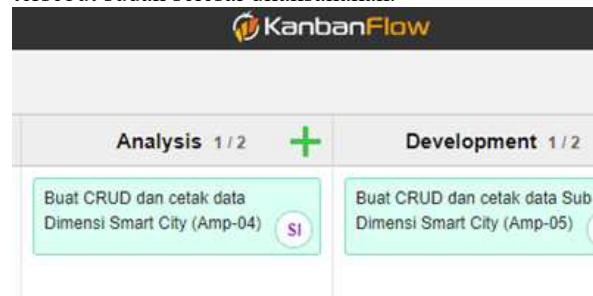 KanbanFlow
Analysis 1 / 2
Development 1 / 2
Buat CRUD dan cetak data
Dimensi Smart City (Amp-04)
SI
Buat CRUD dan cetak data Sub
Dimensi Smart City (Amp-05)